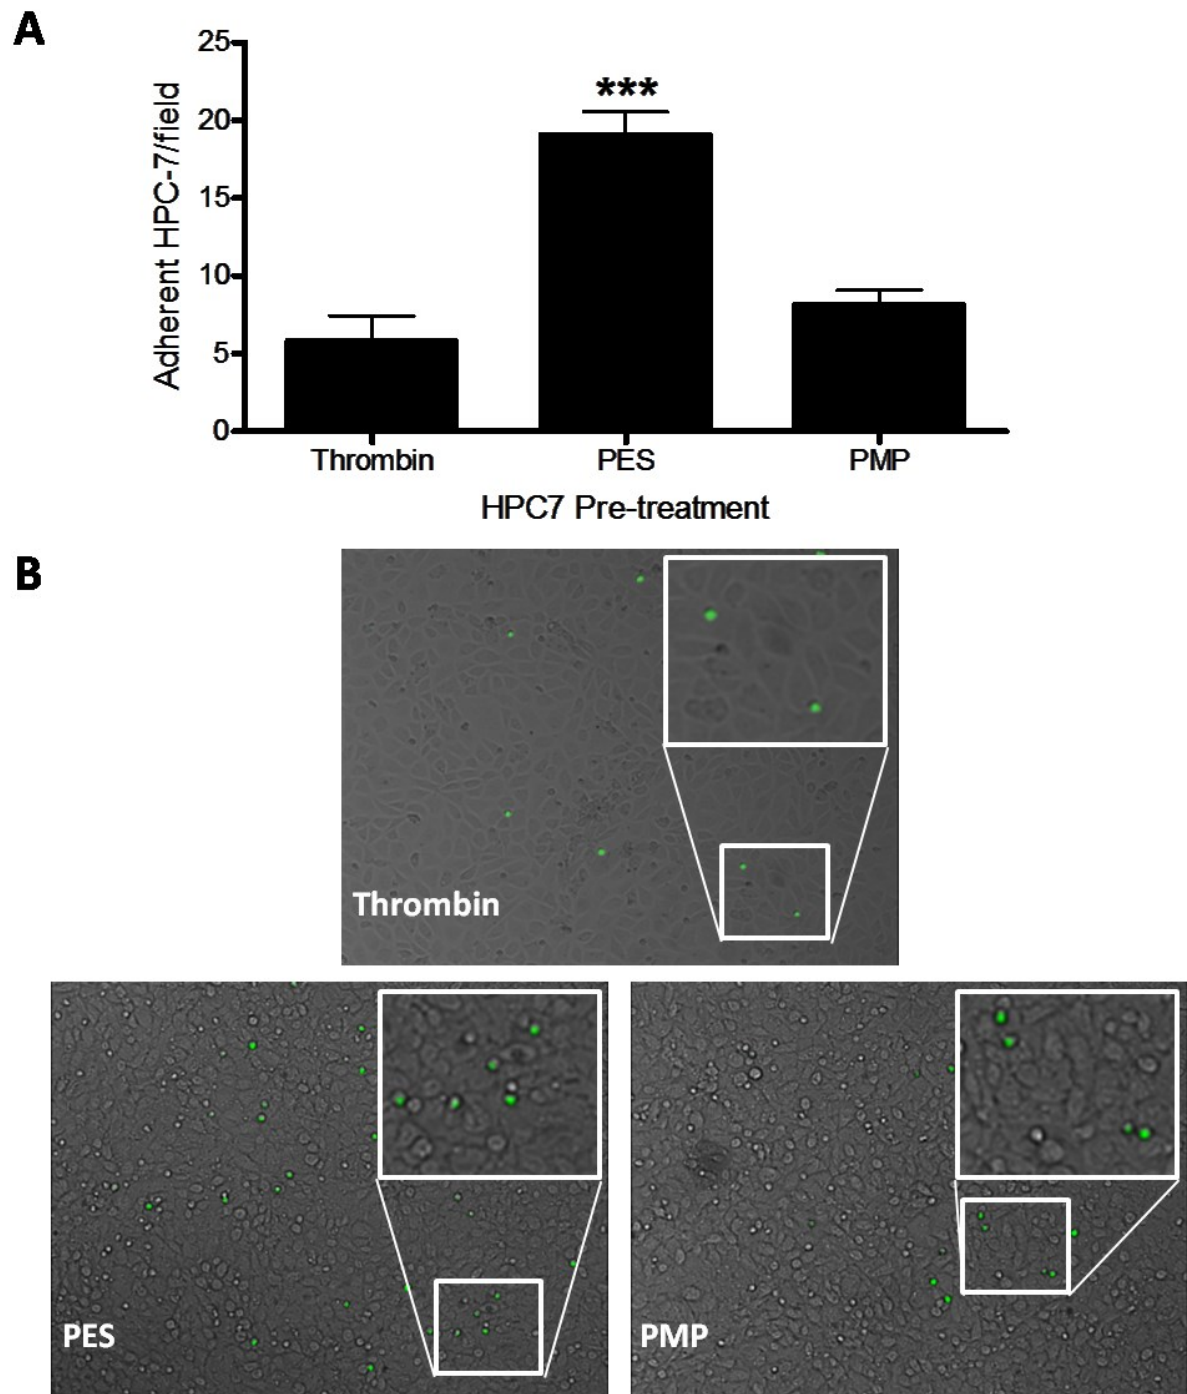 A
25
20
15
10
5
0
Adherent HPC-7/field
***
Thrombin PES PMP
HPC7 Pre-treatment
B
Thrombin
PES
PMP